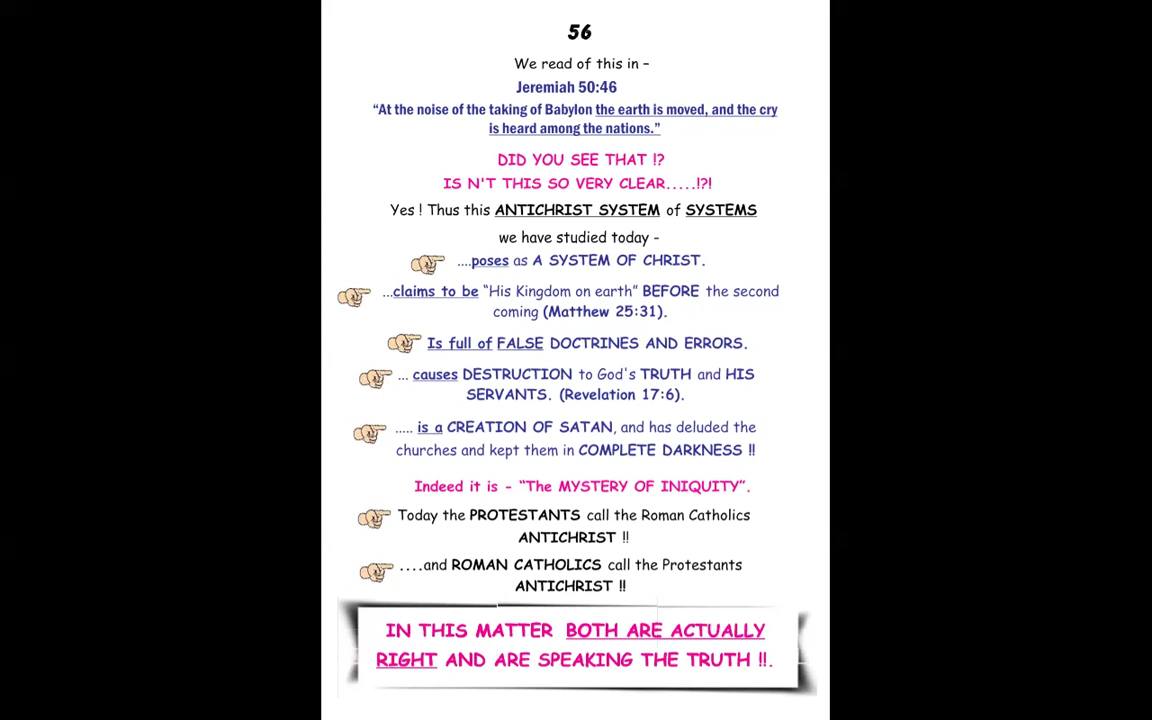 56
We read of this in –
Jeremiah 50:46
“At the noise of the taking of Babylon the earth is moved, and the cry
is heard among the nations.”
DID YOU SEE THAT !?
IS N'T THIS SO VERY CLEAR.....!?!
Yes ! Thus this ANTICHRIST SYSTEM of SYSTEMS
we have studied today -
....poses as A SYSTEM OF CHRIST.
...claims to be “His Kingdom on earth” BEFORE the second
coming (Matthew 25:31).
Is full of FALSE DOCTRINES AND ERRORS.
... causes DESTRUCTION to God's TRUTH and HIS
SERVANTS. (Revelation 17:6).
..... is a CREATION OF SATAN, and has deluded the
churches and kept them in COMPLETE DARKNESS !!
Indeed it is - “The MYSTERY OF INIQUITY”.
Today the PROTESTANTS call the Roman Catholics
ANTICHRIST !!
....and ROMAN CATHOLICS call the Protestants
ANTICHRIST !!
IN THIS MATTER BOTH ARE ACTUALLY
RIGHT AND ARE SPEAKING THE TRUTH !!.